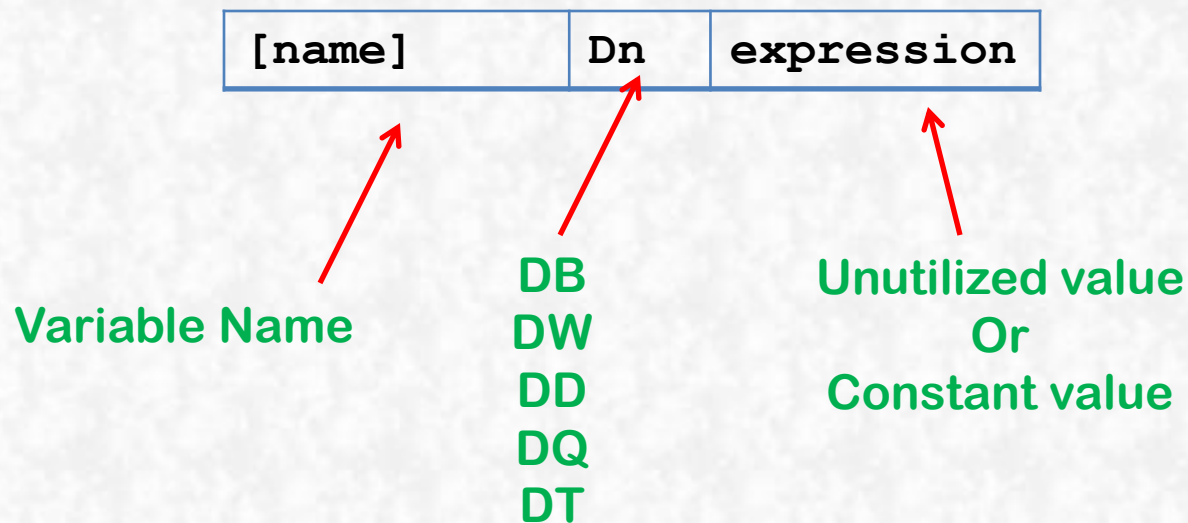 [name] Dn expression
Variable Name
DB
DW
DD
DQ
DT
Unutilized value
Or
Constant value